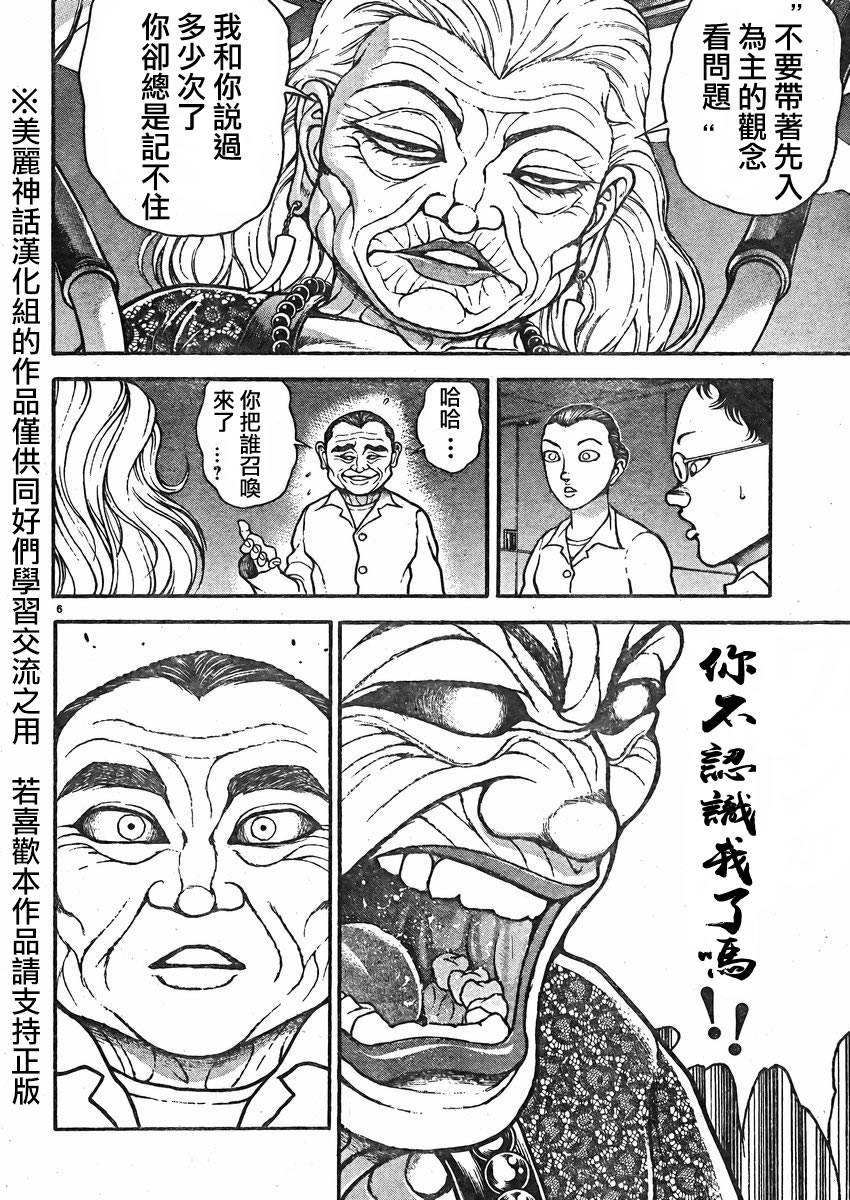 ”不要帶著先入
為主的觀念
看問題“
我和你説過
多少次了
你卻總是記不住
哈哈…
你把誰召喚
來了…?
6
你不認識我了嗎!!
※美麗神話漢化組的作品僅供同好們學習交流之用　若喜歡本作品請支持正版